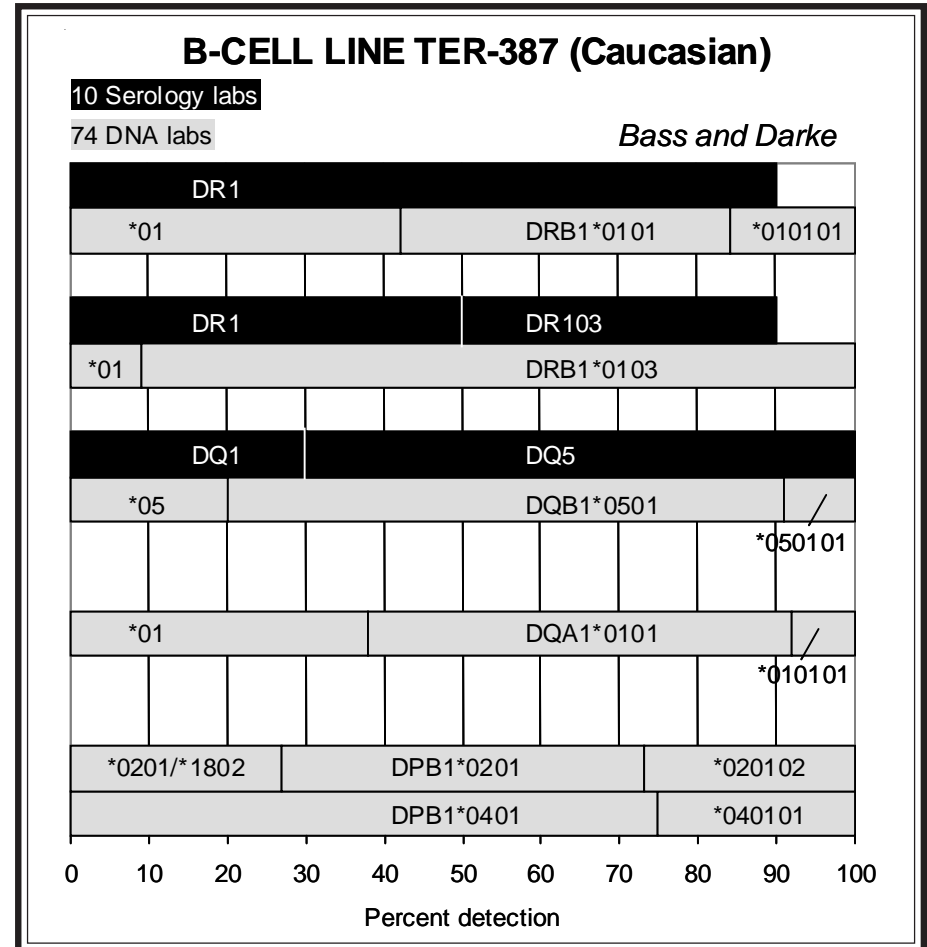 B-CELL LINE TER-387 (Caucasian)
10 Serology labs
74 DNA labs
Bass and Darke
DR1
*01 DRB1*0101 *010101
DR1 DR103
*01 DRB1*0103
DQ1 DQ5
*05 DQB1*0501
*050101
*01 DQA1*0101
*010101
*0201/*1802 DPB1*0201 *020102
DPB1*0401 *040101
0 10 20 30 40 50 60 70 80 90 100
Percent detection